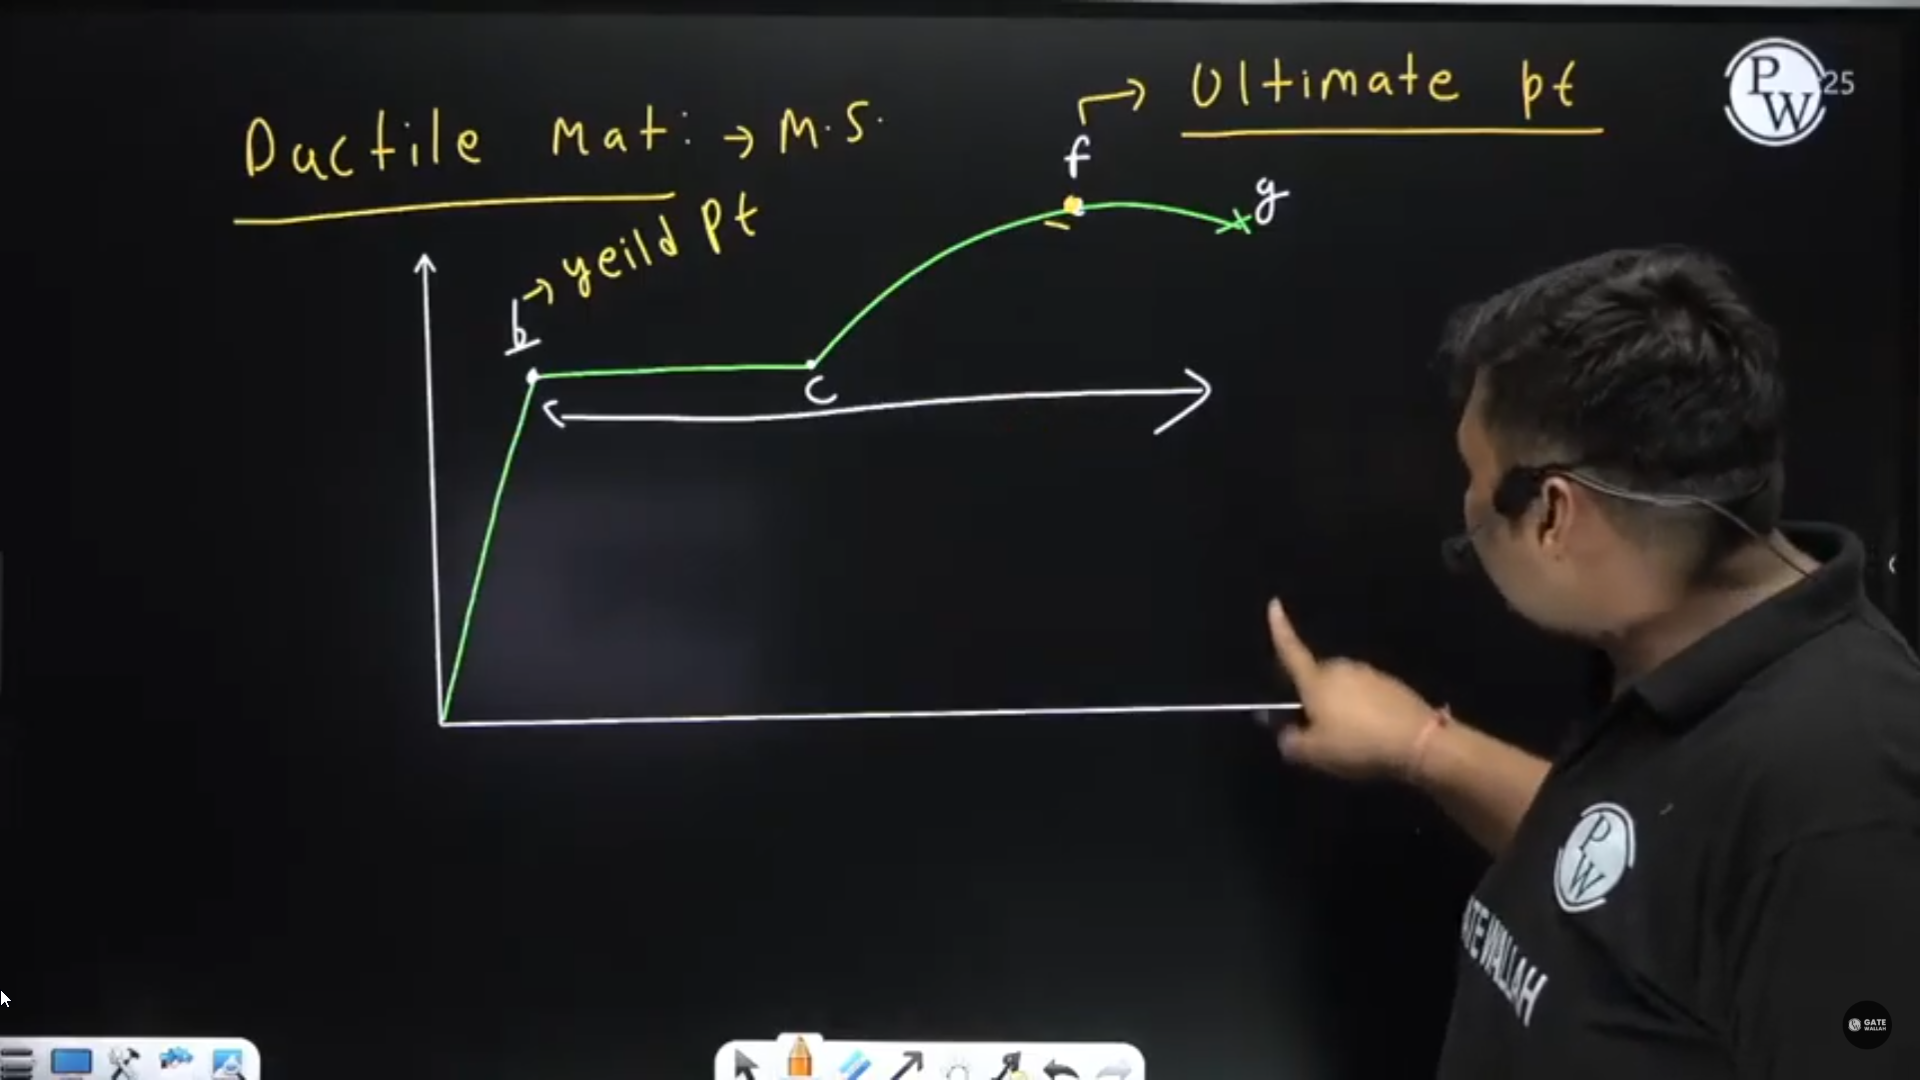 Ductile Mat: → M.S.
→ Ultimate pt
f
g
→ yeild pt
b
c
PW 25
PW
ATE WALLAH
GATE
WALLAH